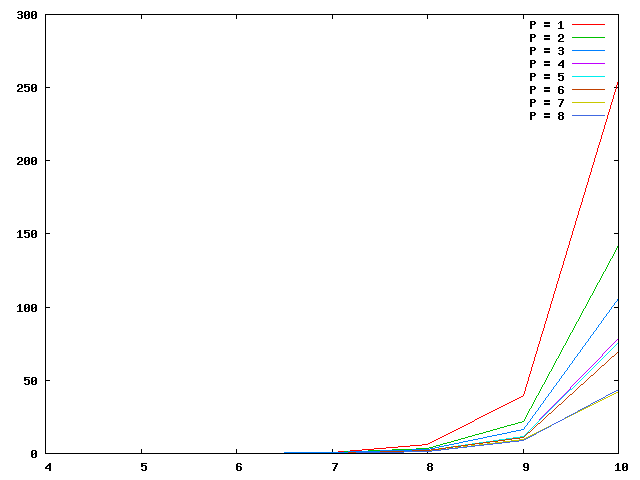 300
250
200
150
100
50
0
P = 1
P = 2
P = 3
P = 4
P = 5
P = 6
P = 7
P = 8
4 5 6 7 8 9 10